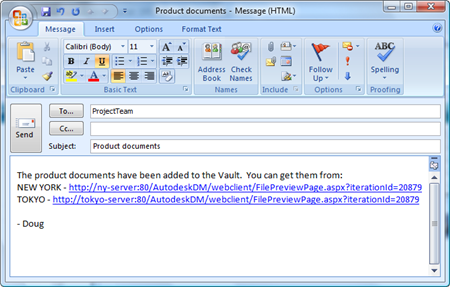 Product documents - Message (HTML)
Message Insert Options Format Text
Calibri (Body) 11
Paste
B I U
Address Book
Check Names
Follow Up
ABC
Spelling
Clipboard Basic Text Names Include Options Proofing
To... ProjectTeam
Send
Cc...
Subject: Product documents
The product documents have been added to the Vault. You can get them from:
NEW YORK - http://ny-server:80/AutodeskDM/webclient/FilePreviewPage.aspx?iterationId=20879
TOKYO - http://tokyo-server:80/AutodeskDM/webclient/FilePreviewPage.aspx?iterationId=20879
- Doug